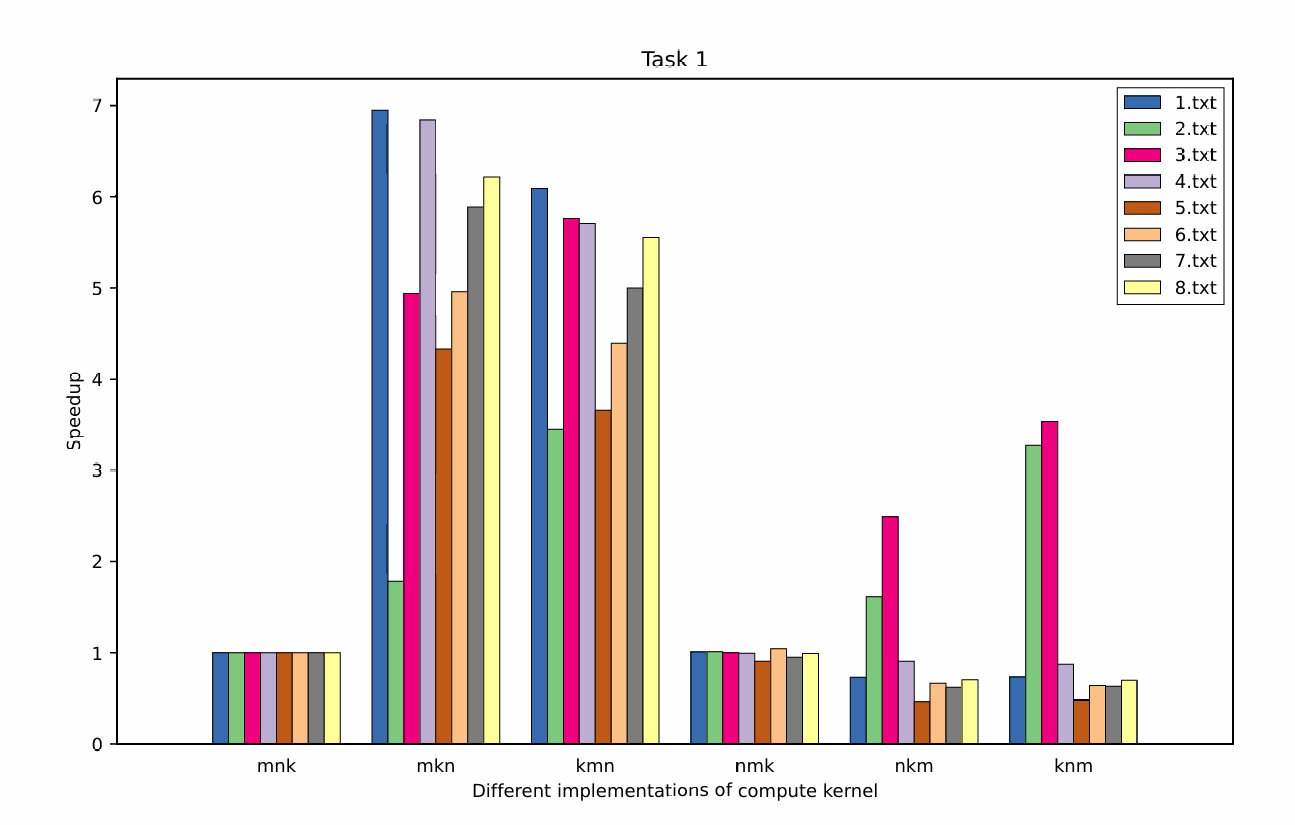 Task 1
7
6
5
4
3
2
1
0
Speedup
1.txt
2.txt
3.txt
4.txt
5.txt
6.txt
7.txt
8.txt
mnk
mkn
kmn
nmk
nkm
knm
Different implementations of compute kernel